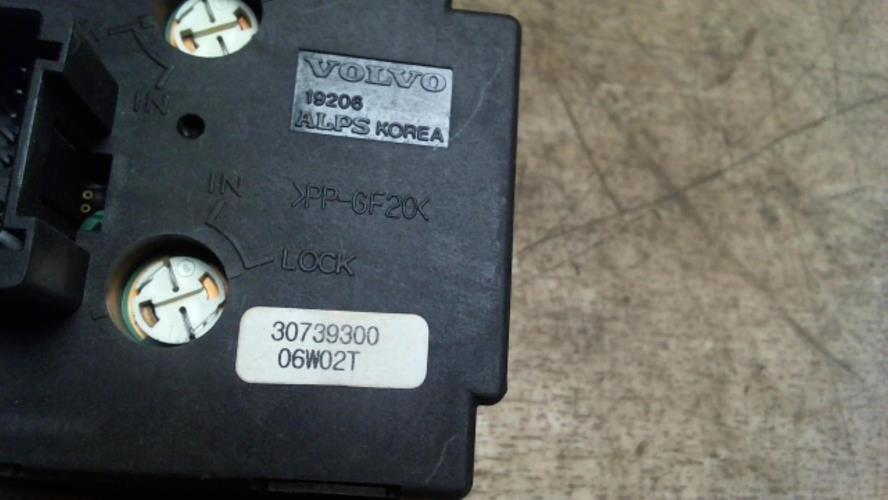 VOLVO
19206
ALPS KOREA
IN
IN
>PP-GF20<
LOCK
30739300
06W02T